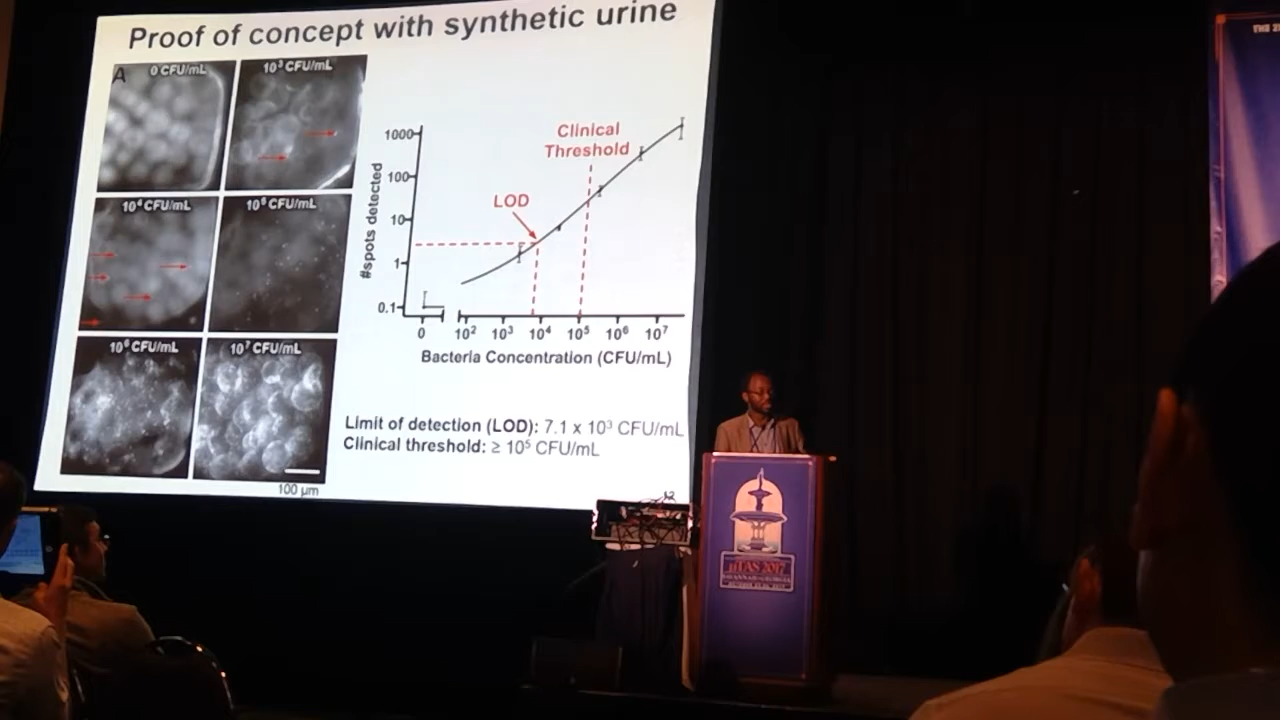 Proof of concept with synthetic urine
A
0 CFU/mL
10³ CFU/mL
10⁴ CFU/mL
10⁵ CFU/mL
10⁶ CFU/mL
10⁷ CFU/mL
100 µm
#spots detected
1000
100
10
1
0.1
Clinical
Threshold
LOD
0 10² 10³ 10⁴ 10⁵ 10⁶ 10⁷
Bacteria Concentration (CFU/mL)
Limit of detection (LOD): 7.1 x 10³ CFU/mL
Clinical threshold: ≥ 10⁵ CFU/mL
µTAS 2017